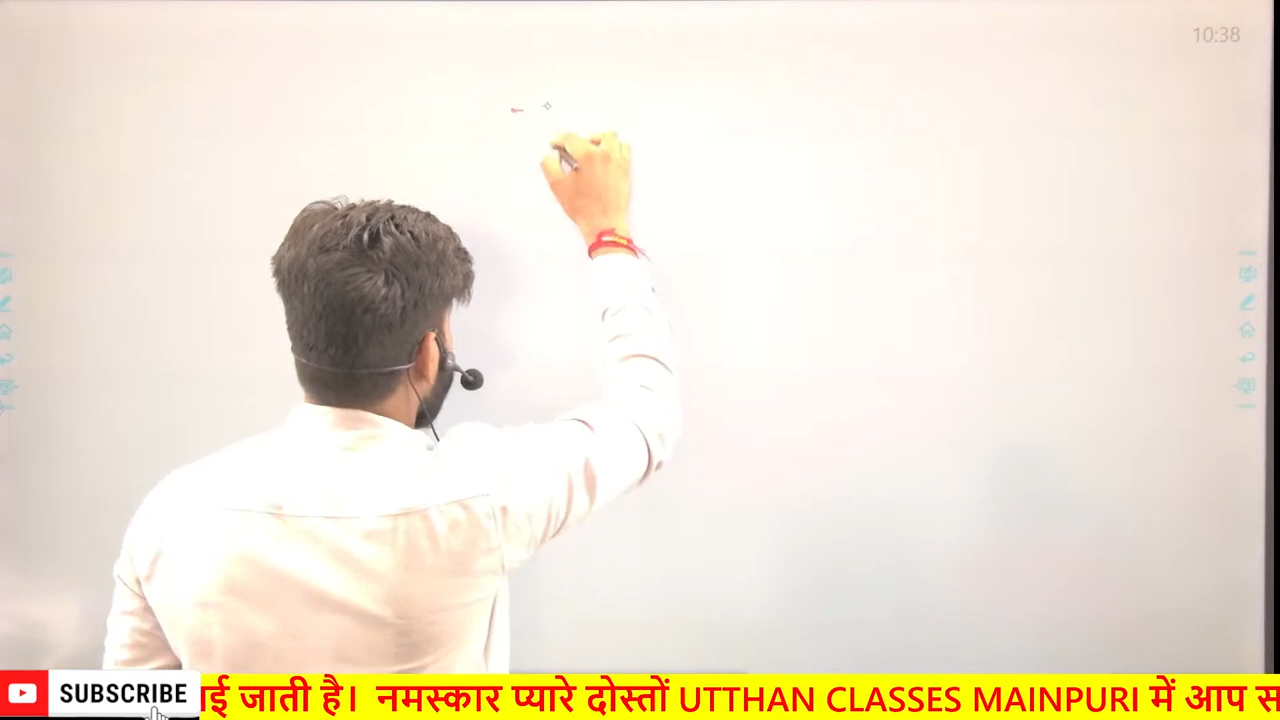 10:38
SUBSCRIBE
ई जाती है। नमस्कार प्यारे दोस्तों UTTHAN CLASSES MAINPURI में आप